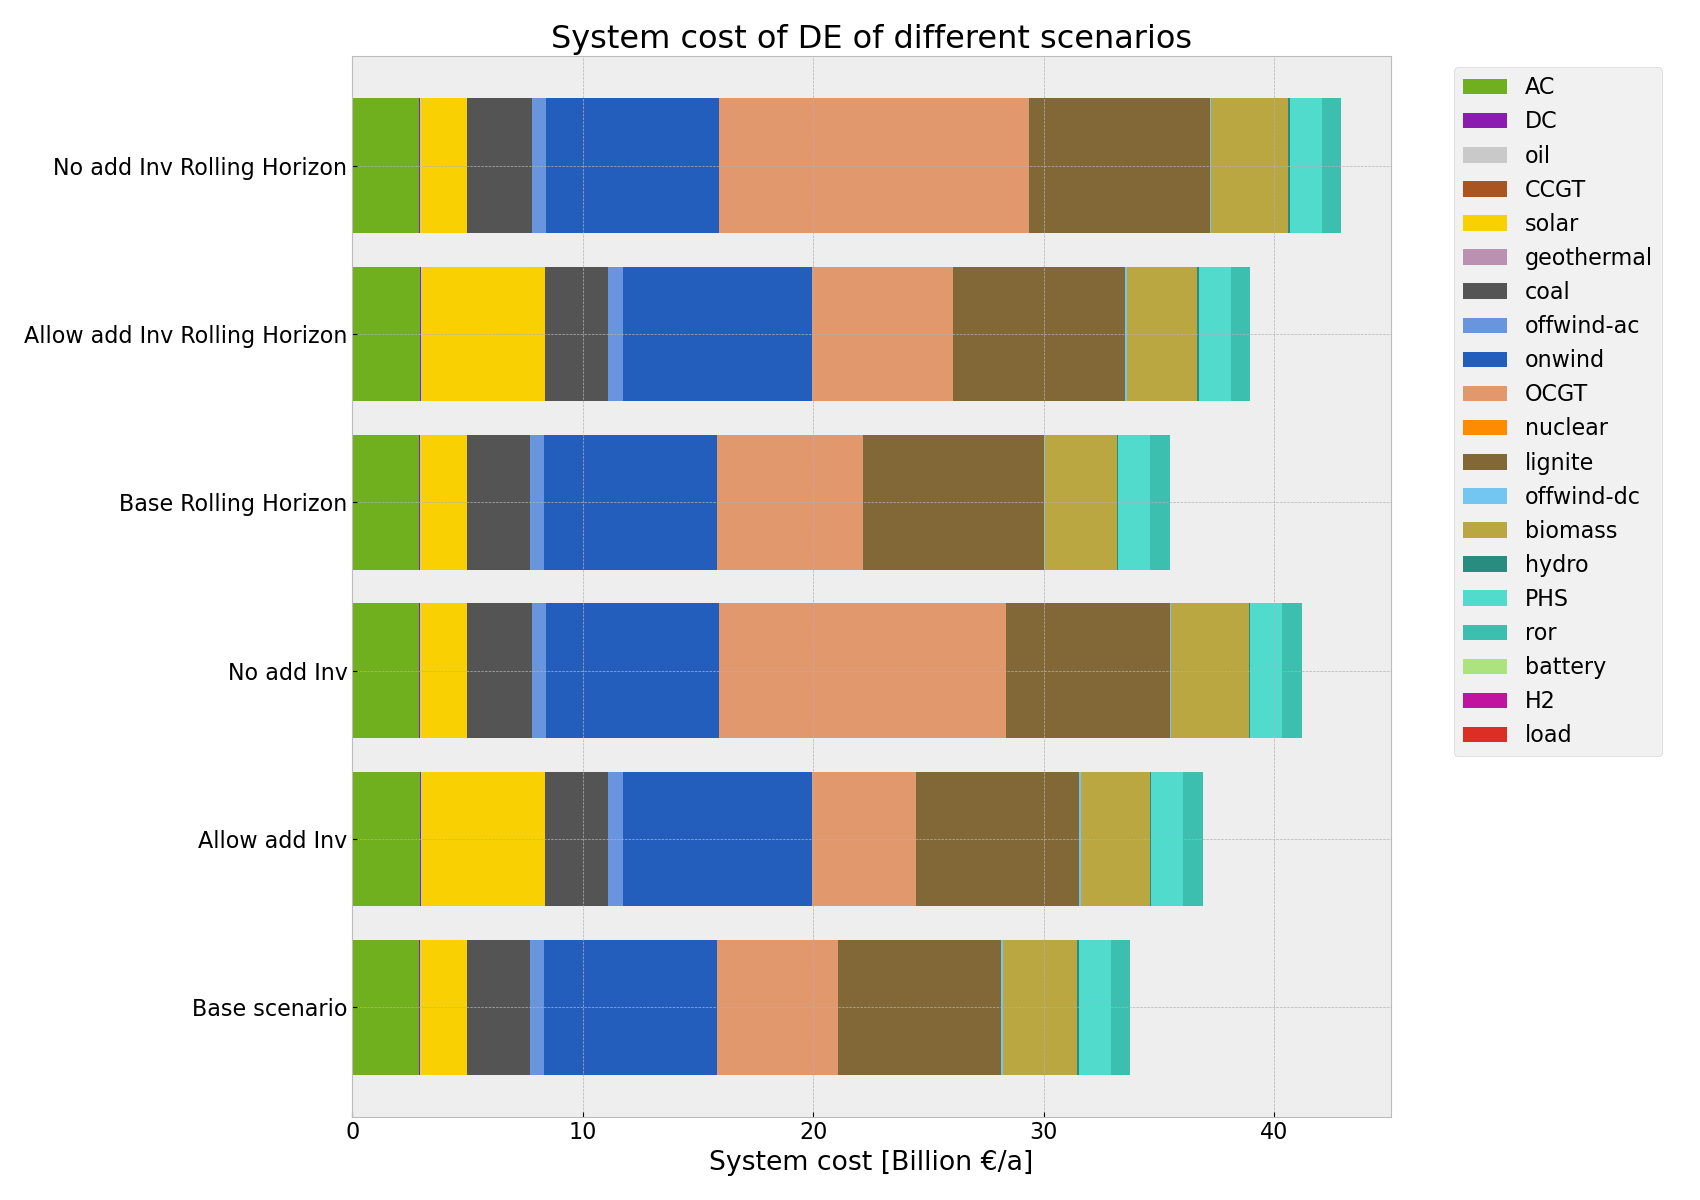 System cost of DE of different scenarios
No add Inv Rolling Horizon
Allow add Inv Rolling Horizon
Base Rolling Horizon
No add Inv
Allow add Inv
Base scenario
0 10 20 30 40
System cost [Billion €/a]
AC
DC
oil
CCGT
solar
geothermal
coal
offwind-ac
onwind
OCGT
nuclear
lignite
offwind-dc
biomass
hydro
PHS
ror
battery
H2
load